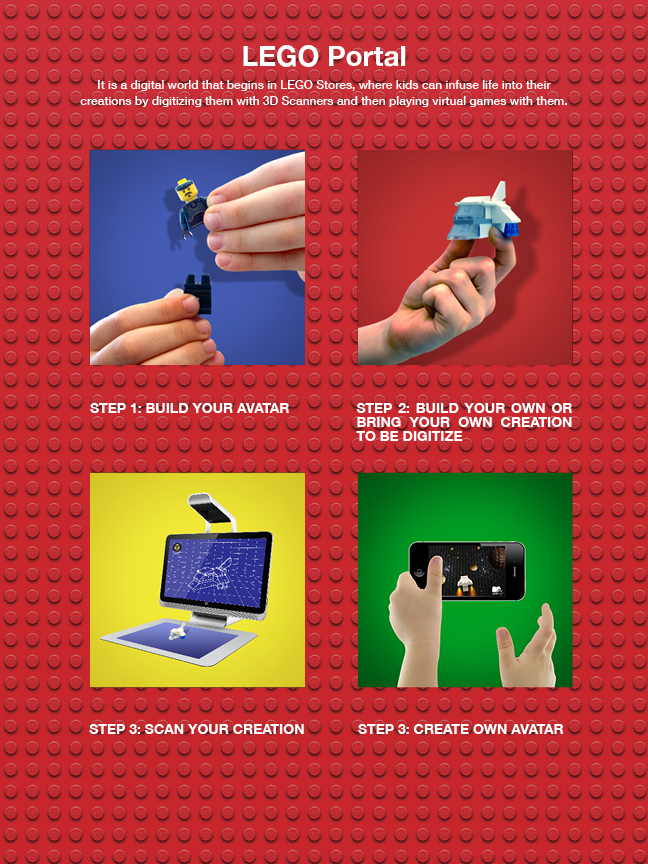 LEGO Portal
It is a digital world that begins in LEGO Stores, where kids can infuse life into their
creations by digitizing them with 3D Scanners and then playing virtual games with them.
STEP 1: BUILD YOUR AVATAR
STEP 2: BUILD YOUR OWN OR
BRING YOUR OWN CREATION
TO BE DIGITIZE
STEP 3: SCAN YOUR CREATION
STEP 3: CREATE OWN AVATAR